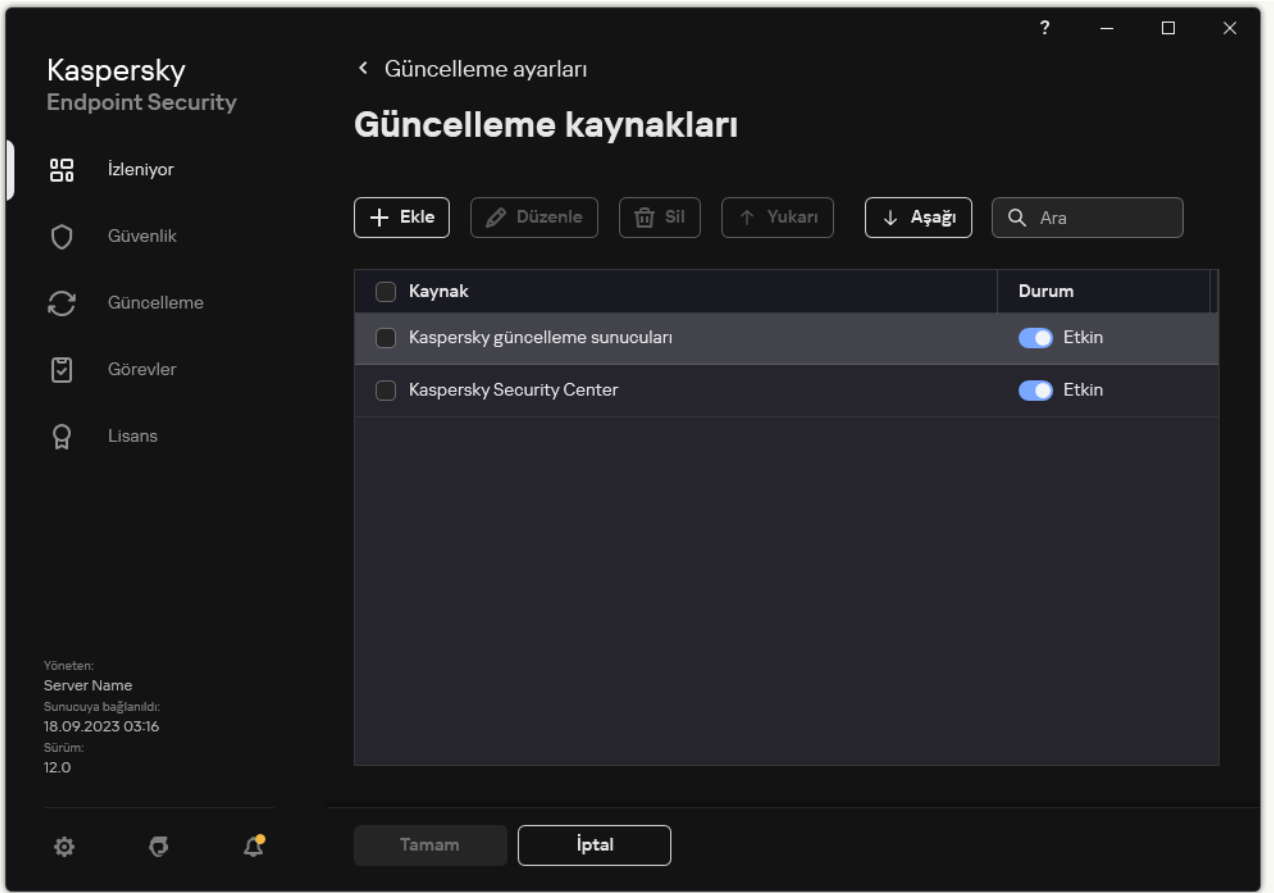 ?
Kaspersky
Endpoint Security
İzleniyor
Güvenlik
Güncelleme
Görevler
Lisans
Yöneten:
Server Name
Sunucuya bağlanıldı:
18.09.2023 03:16
Sürüm:
12.0
Güncelleme ayarları
Güncelleme kaynakları
Ekle Düzenle Sil Yukarı Aşağı Ara
Kaynak Durum
Kaspersky güncelleme sunucuları Etkin
Kaspersky Security Center Etkin
Tamam İptal